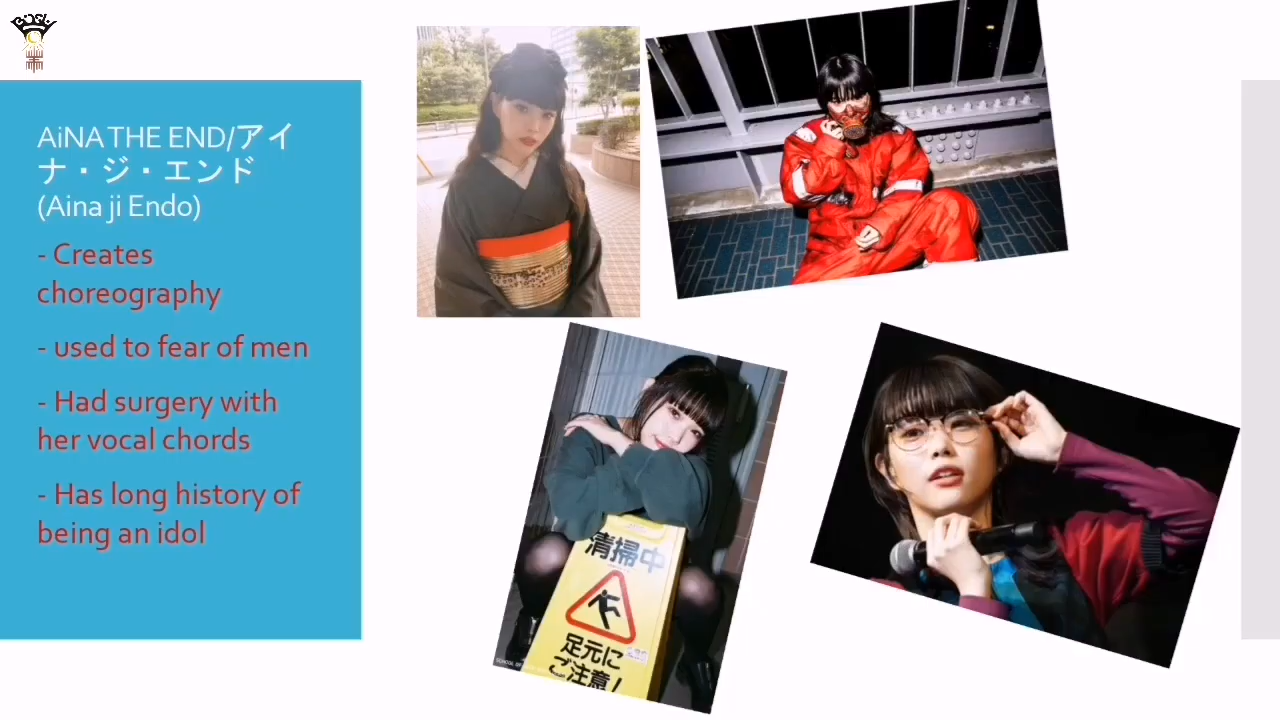 AiNA THE END/アイ
ナ・ジ・エンド
(Aina ji Endo)
- Creates
choreography
- used to fear of men
- Had surgery with
her vocal chords
- Has long history of
being an idol
清掃中
足元に
ご注意!